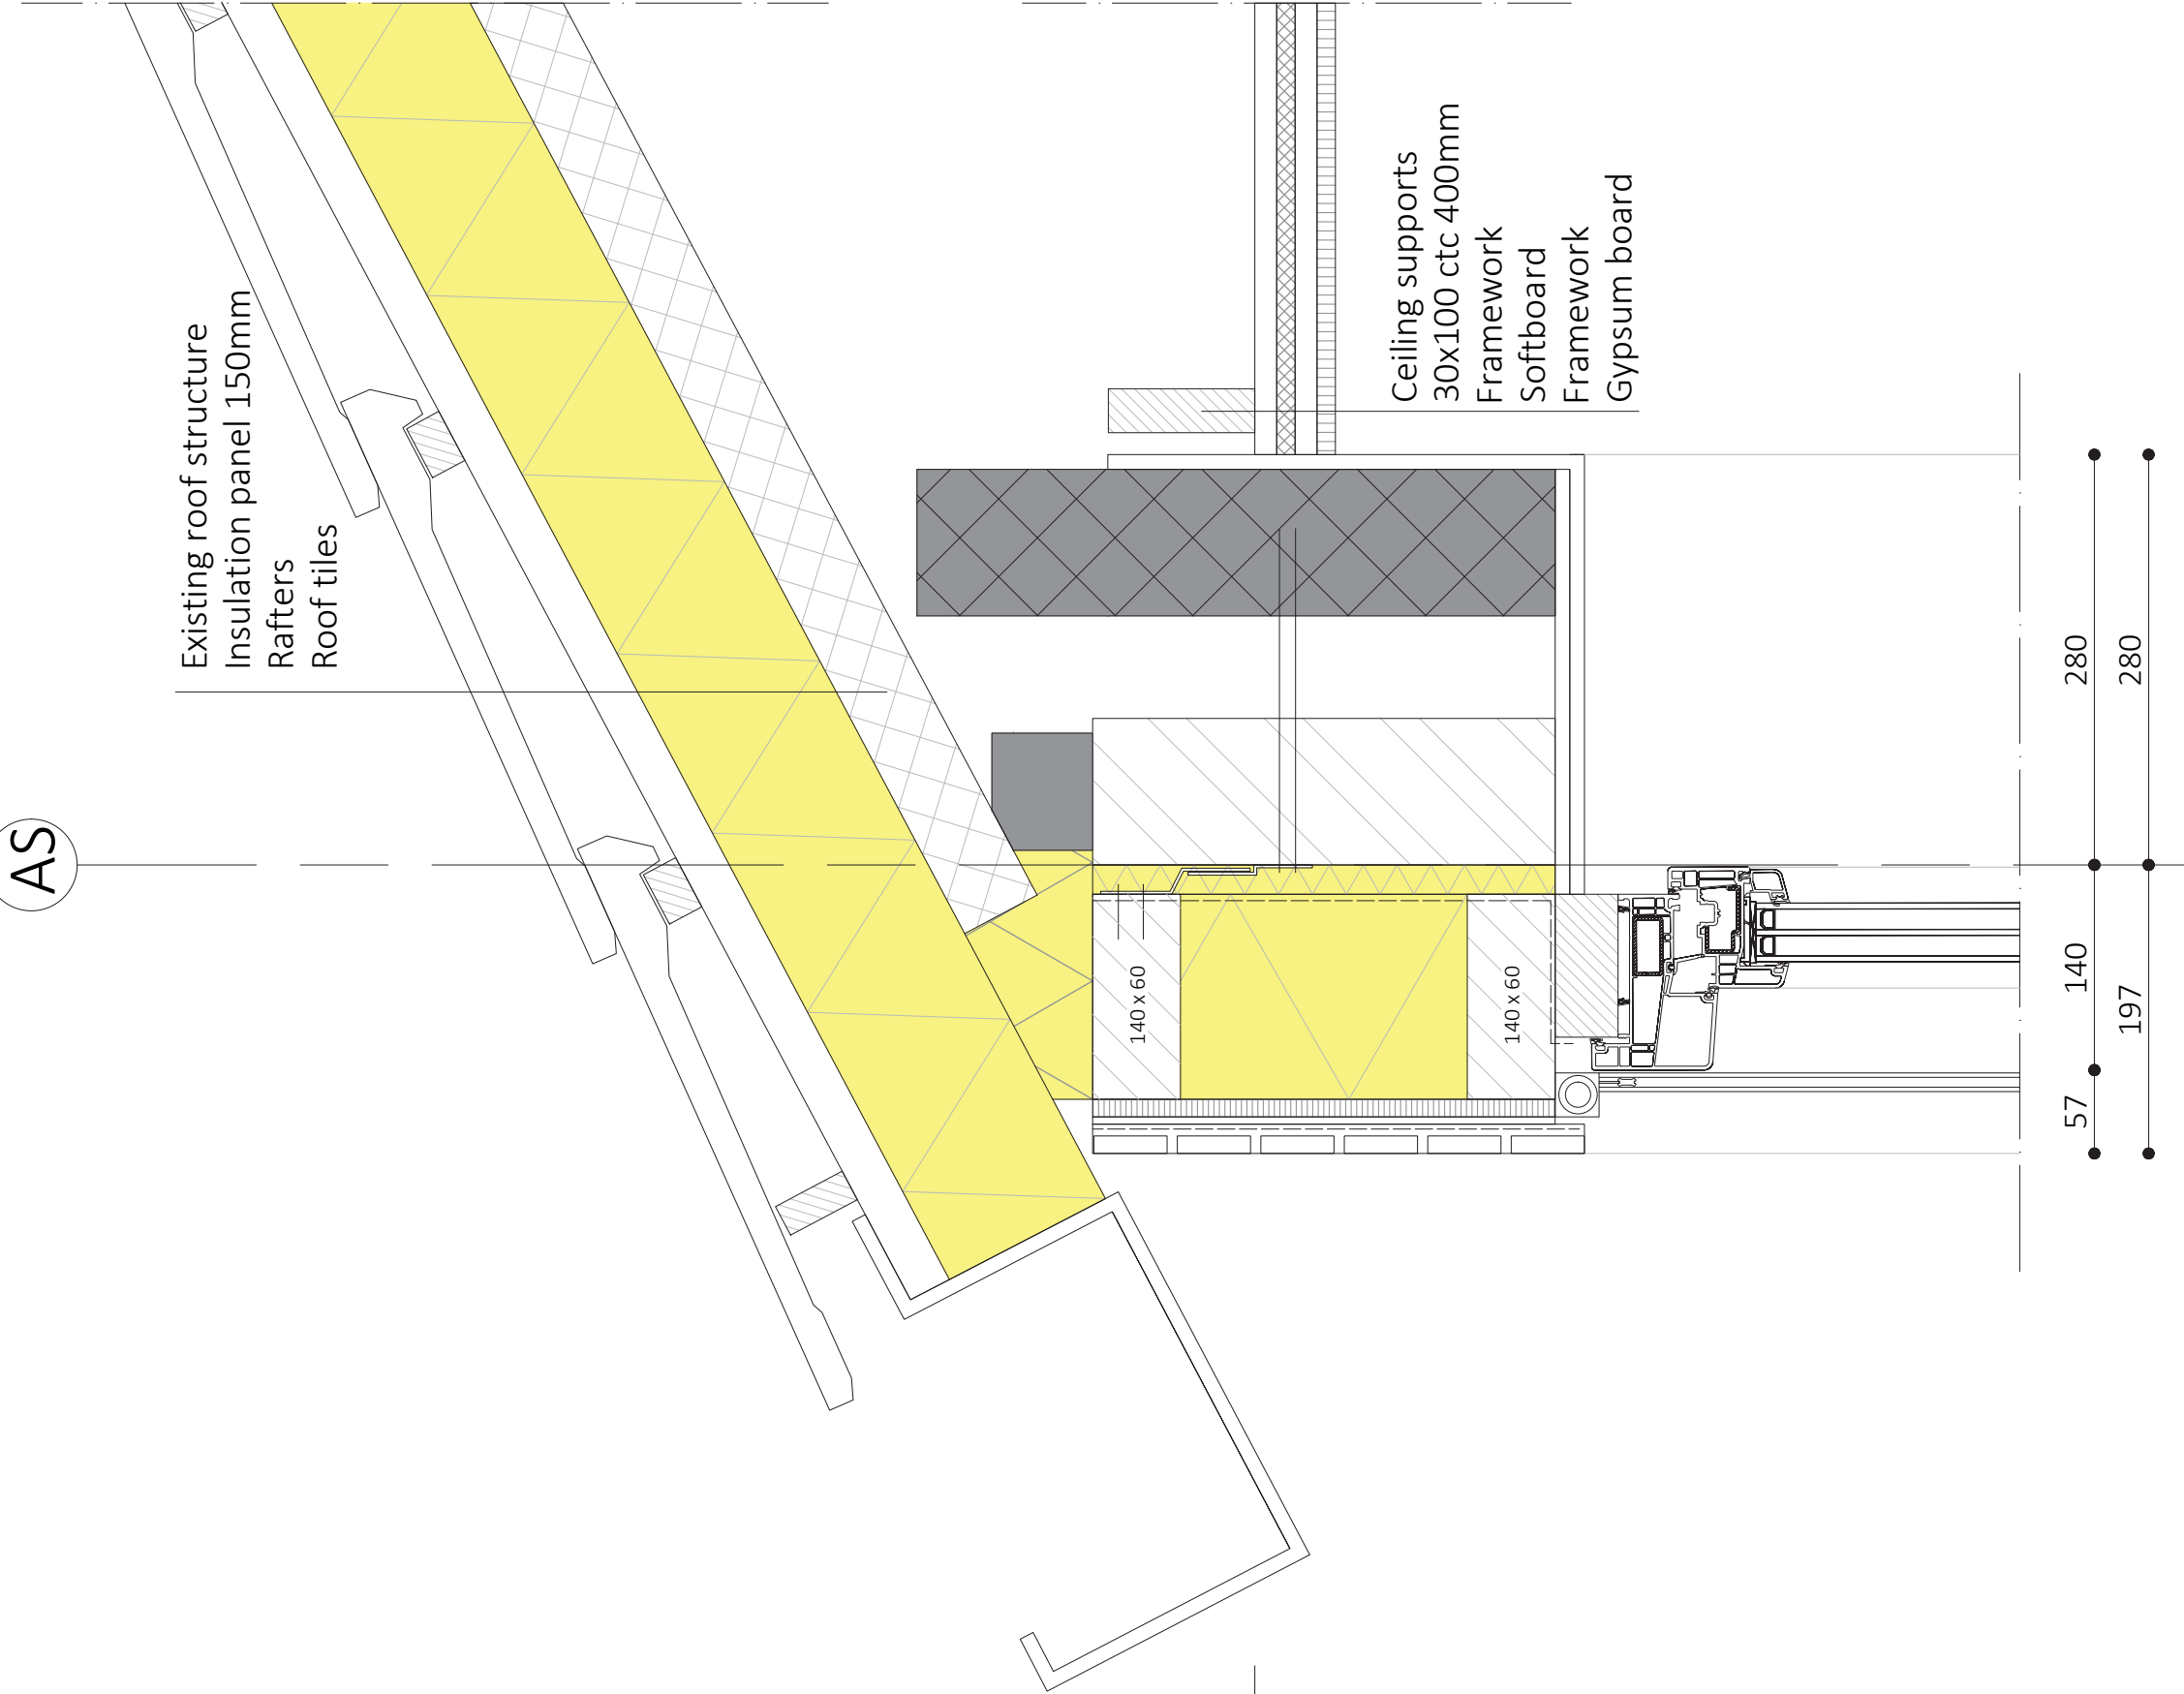 AS
Existing roof structure
Insulation panel 150mm
Rafters
Roof tiles
Ceiling supports
30x100 ctc 400mm
Framework
Softboard
Framework
Gypsum board
140 x 60
140 x 60
57
140
280
197
280